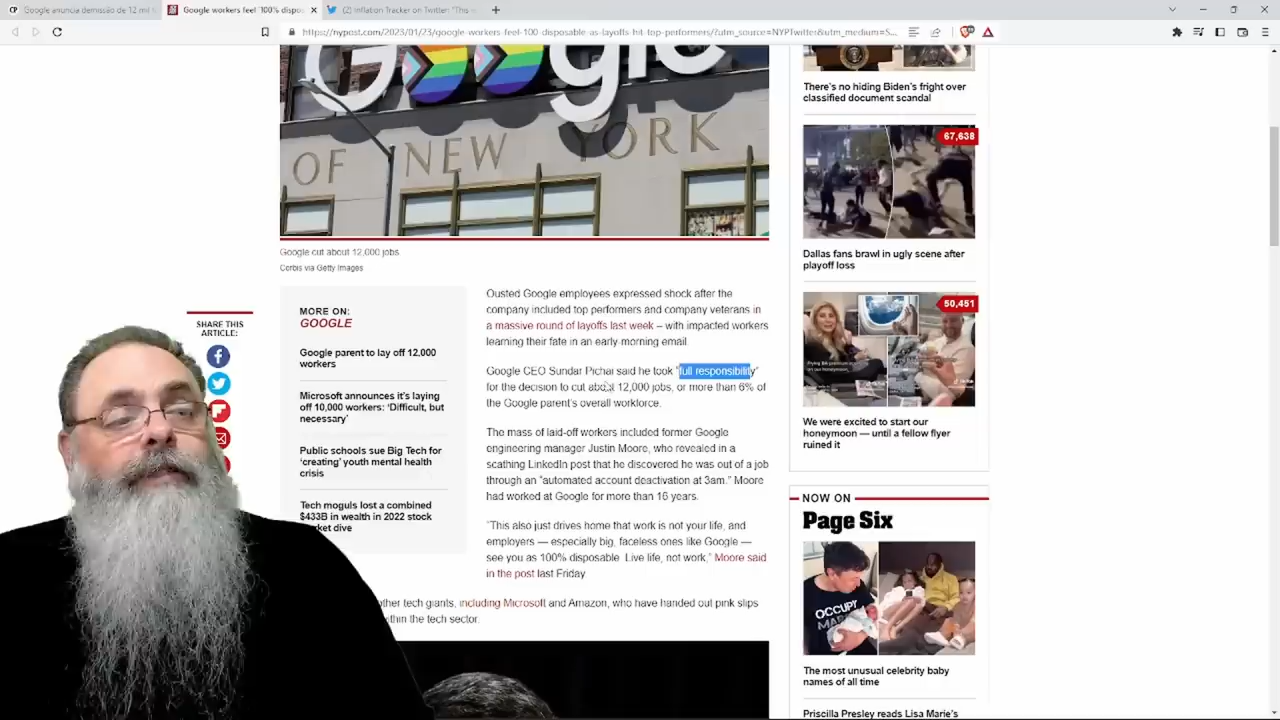 Google anuncia demissão de 12 mil
Google workers feel '100% dispo
(2) Inflation Tracker on Twitter: "This
https://nypost.com/2023/01/23/google-workers-feel-100-disposable-as-layoffs-hit-top-performers/?utm_source=NYPTwitter&utm_medium=S...
Google
OF NEW YORK
Google cut about 12,000 jobs
Corbis via Getty Images
SHARE THIS
ARTICLE:
MORE ON:
GOOGLE
Google parent to lay off 12,000
workers
Microsoft announces it's laying
off 10,000 workers: 'Difficult, but
necessary'
Public schools sue Big Tech for
'creating' youth mental health
crisis
Tech moguls lost a combined
$433B in wealth in 2022 stock
rket dive
Ousted Google employees expressed shock after the
company included top performers and company veterans in
a massive round of layoffs last week – with impacted workers
learning their fate in an early-morning email.
Google CEO Sundar Pichai said he took "full responsibility"
for the decision to cut about 12,000 jobs, or more than 6% of
the Google parent's overall workforce.
The mass of laid-off workers included former Google
engineering manager Justin Moore, who revealed in a
scathing LinkedIn post that he discovered he was out of a job
through an "automated account deactivation at 3am." Moore
had worked at Google for more than 16 years.
"This also just drives home that work is not your life, and
employers — especially big, faceless ones like Google —
see you as 100% disposable. Live life, not work," Moore said
in the post last Friday.
other tech giants, including Microsoft and Amazon, who have handed out pink slips
thin the tech sector.
There's no hiding Biden's fright over
classified document scandal
67,638
Dallas fans brawl in ugly scene after
playoff loss
50,451
We were excited to start our
honeymoon — until a fellow flyer
ruined it
NOW ON
Page Six
OCCUPY
The most unusual celebrity baby
names of all time
Priscilla Presley reads Lisa Marie's